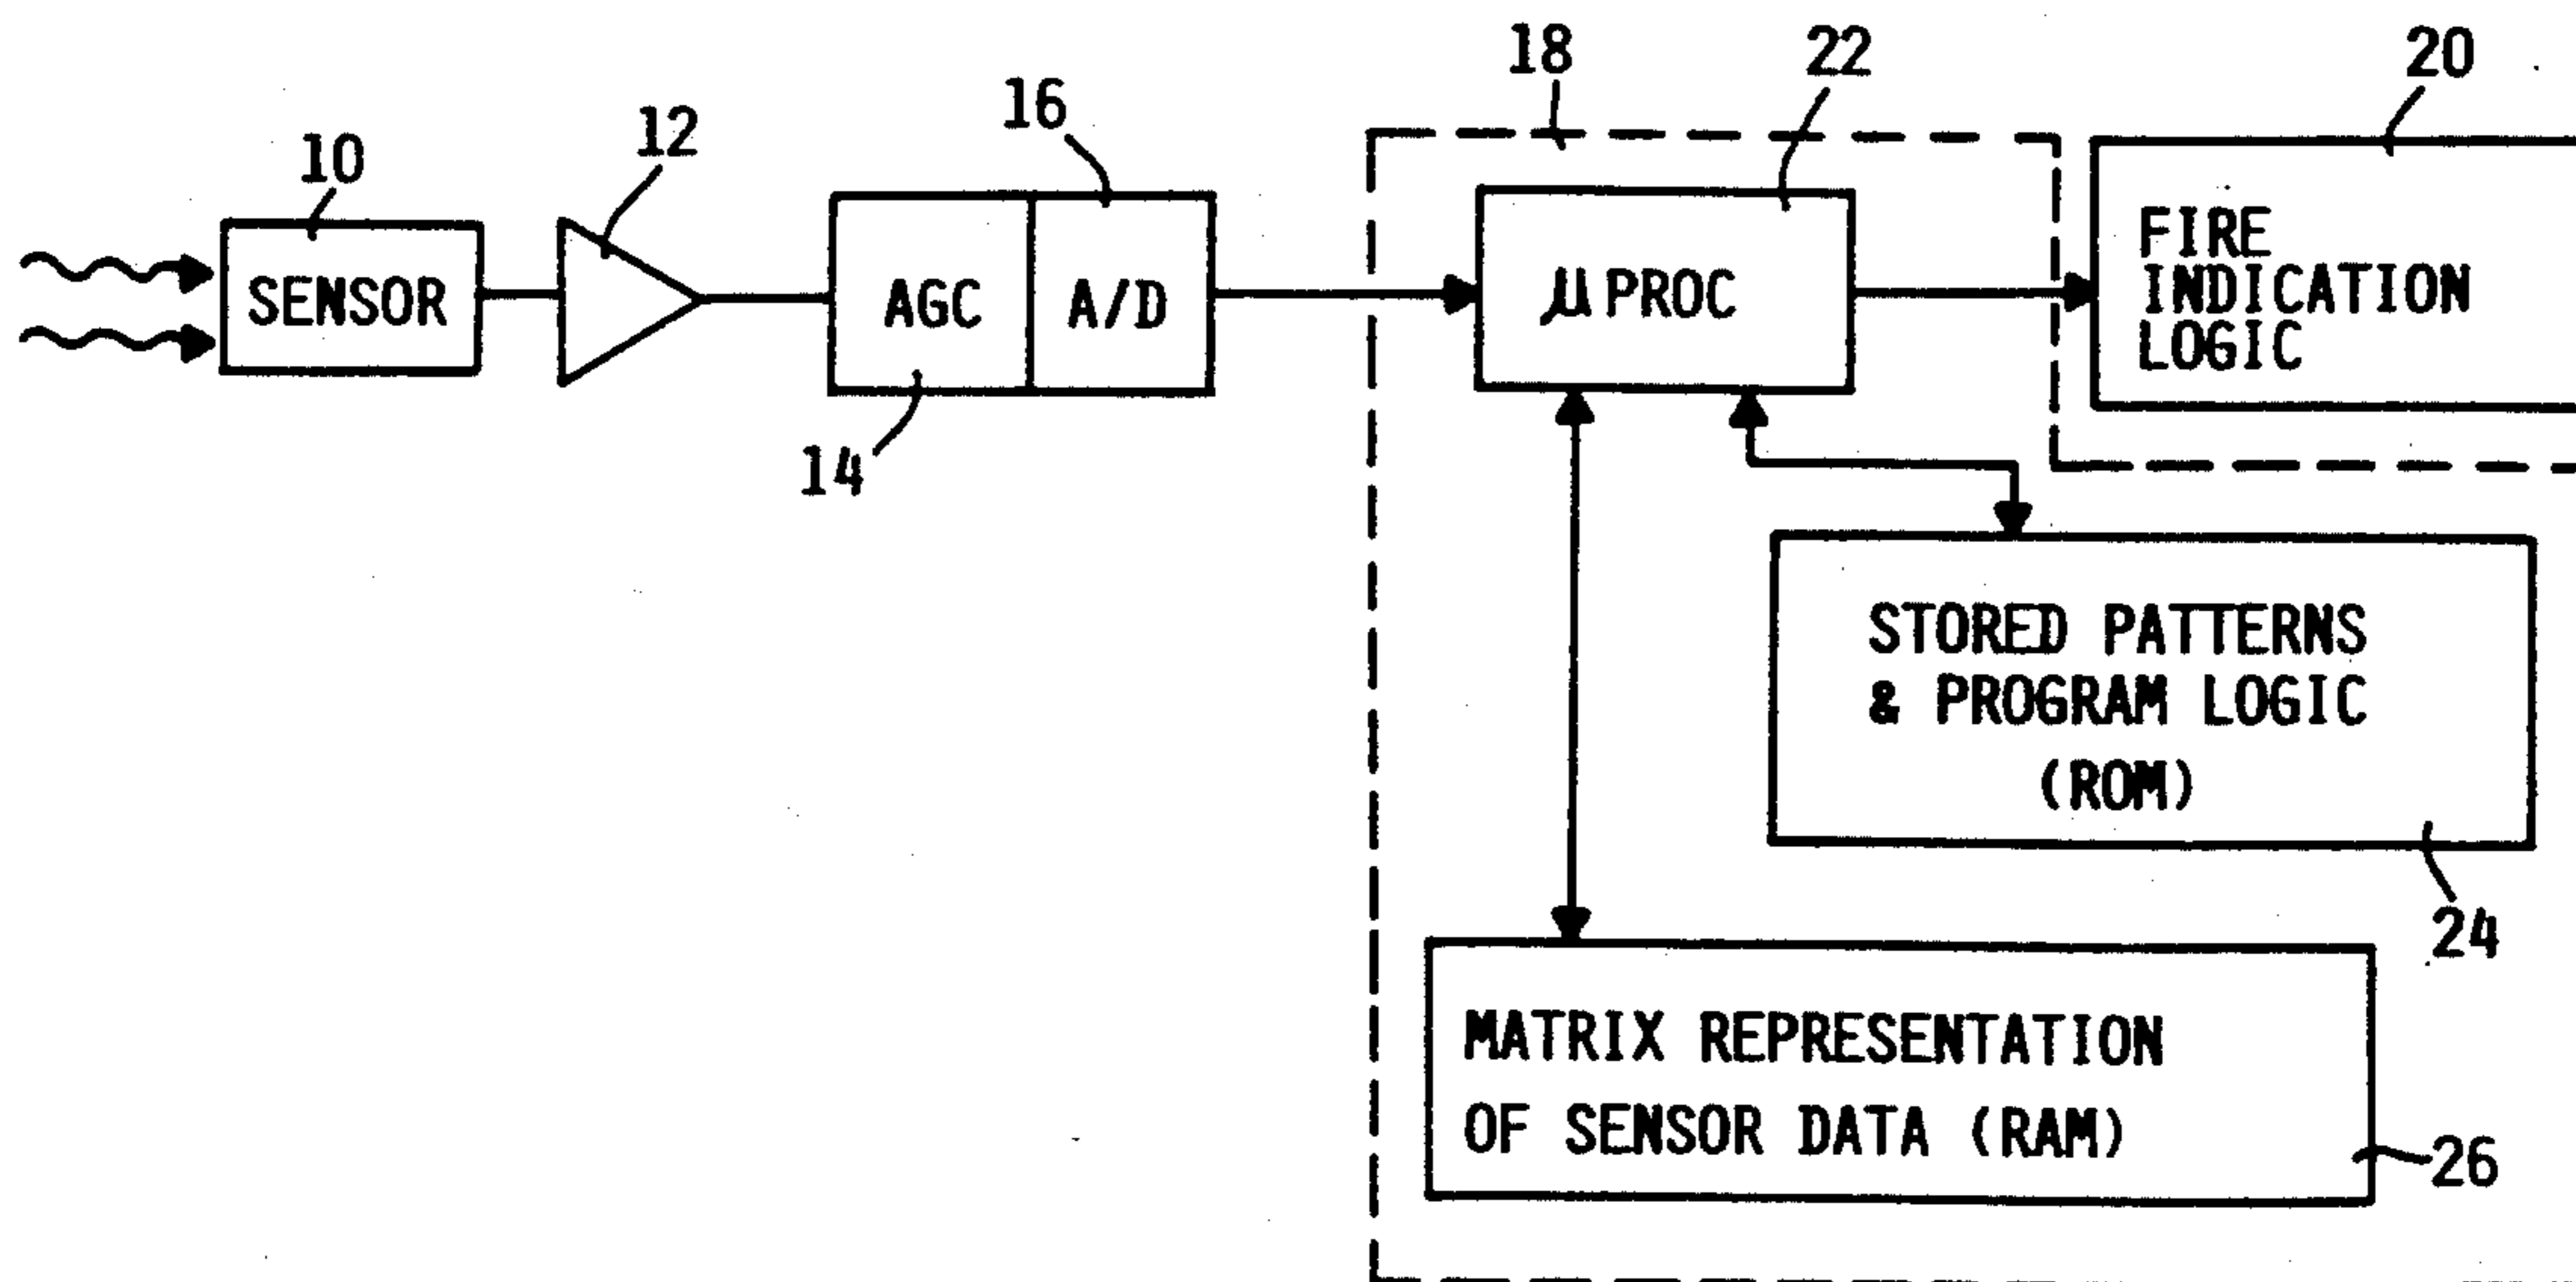 18
22
20
16
12
10
SENSOR
AGC
A/D
μPROC
FIRE
INDICATION
LOGIC
14
STORED PATTERNS
& PROGRAM LOGIC
(ROM)
24
MATRIX REPRESENTATION
OF SENSOR DATA (RAM)
26